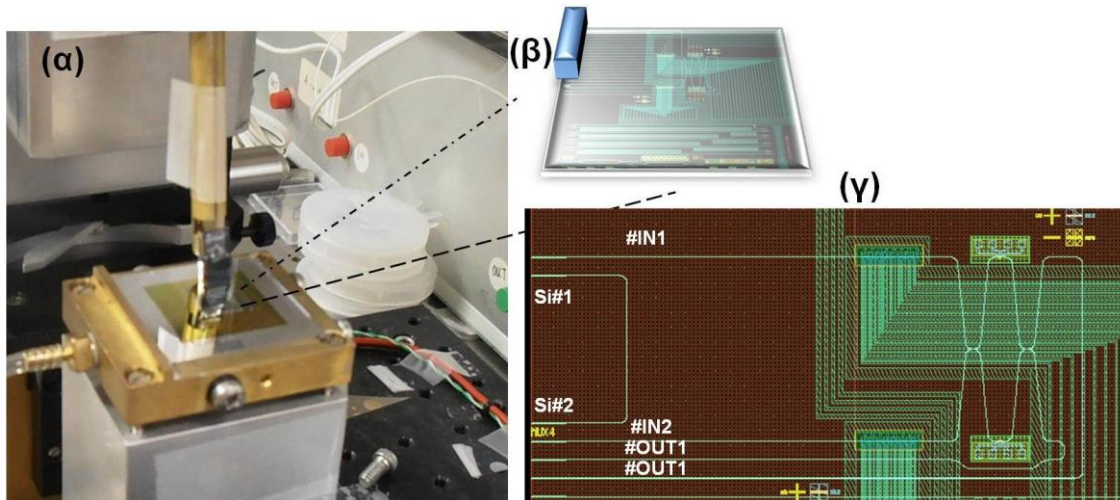 (α)
(β)
(γ)
#IN1
Si#1
Si#2
MUX4
#IN2
#OUT1
#OUT1
OUT